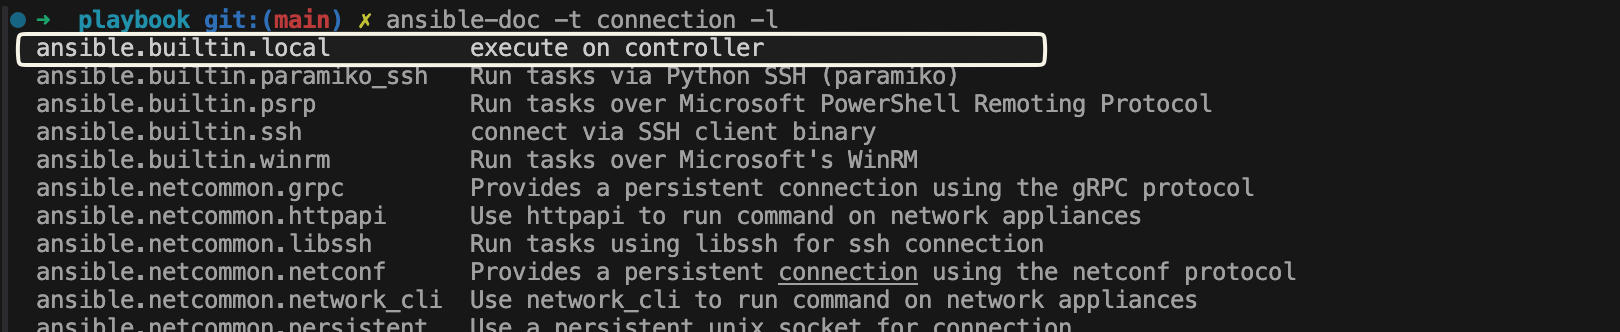 ➜ playbook git:(main) ✗ ansible-doc -t connection -l
ansible.builtin.local execute on controller
ansible.builtin.paramiko_ssh Run tasks via Python SSH (paramiko)
ansible.builtin.psrp Run tasks over Microsoft PowerShell Remoting Protocol
ansible.builtin.ssh connect via SSH client binary
ansible.builtin.winrm Run tasks over Microsoft's WinRM
ansible.netcommon.grpc Provides a persistent connection using the gRPC protocol
ansible.netcommon.httpapi Use httpapi to run command on network appliances
ansible.netcommon.libssh Run tasks using libssh for ssh connection
ansible.netcommon.netconf Provides a persistent connection using the netconf protocol
ansible.netcommon.network_cli Use network_cli to run command on network appliances
ansible.netcommon.persistent Use a persistent unix socket for connection